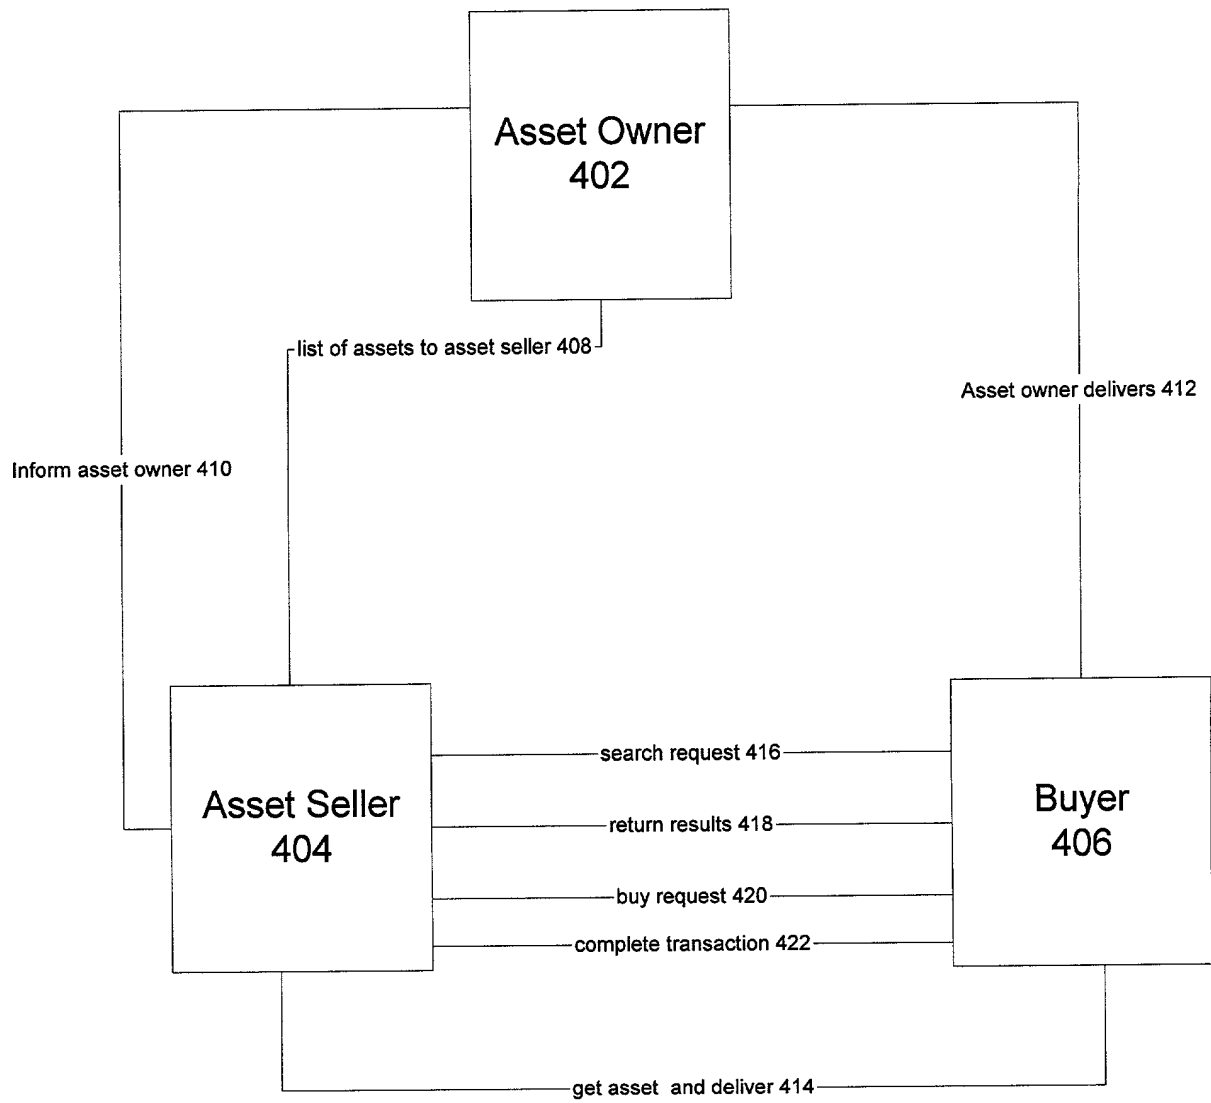 Asset Owner
402
list of assets to asset seller 408
Asset owner delivers 412
Inform asset owner 410
search request 416
Asset Seller
404
Buyer
406
return results 418
buy request 420
complete transaction 422
get asset and deliver 414